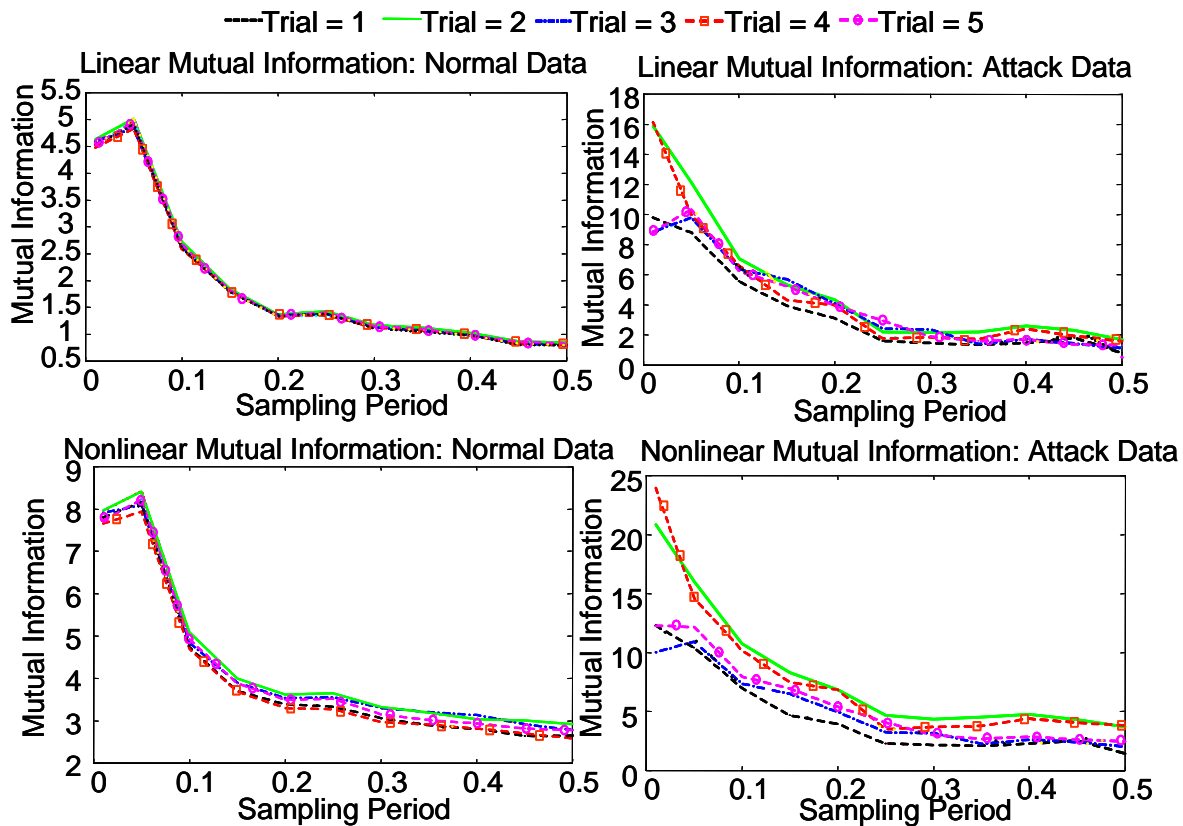 Trial = 1 Trial = 2 Trial = 3 Trial = 4 Trial = 5
Linear Mutual Information: Normal Data
Mutual Information
5.5
5
4.5
4
3.5
3
2.5
2
1.5
1
0.5
0 0.1 0.2 0.3 0.4 0.5
Sampling Period
Linear Mutual Information: Attack Data
Mutual Information
18
16
14
12
10
8
6
4
2
0
0 0.1 0.2 0.3 0.4 0.5
Sampling Period
Nonlinear Mutual Information: Normal Data
Mutual Information
9
8
7
6
5
4
3
2
0 0.1 0.2 0.3 0.4 0.5
Sampling Period
Nonlinear Mutual Information: Attack Data
Mutual Information
25
20
15
10
5
0
0 0.1 0.2 0.3 0.4 0.5
Sampling Period